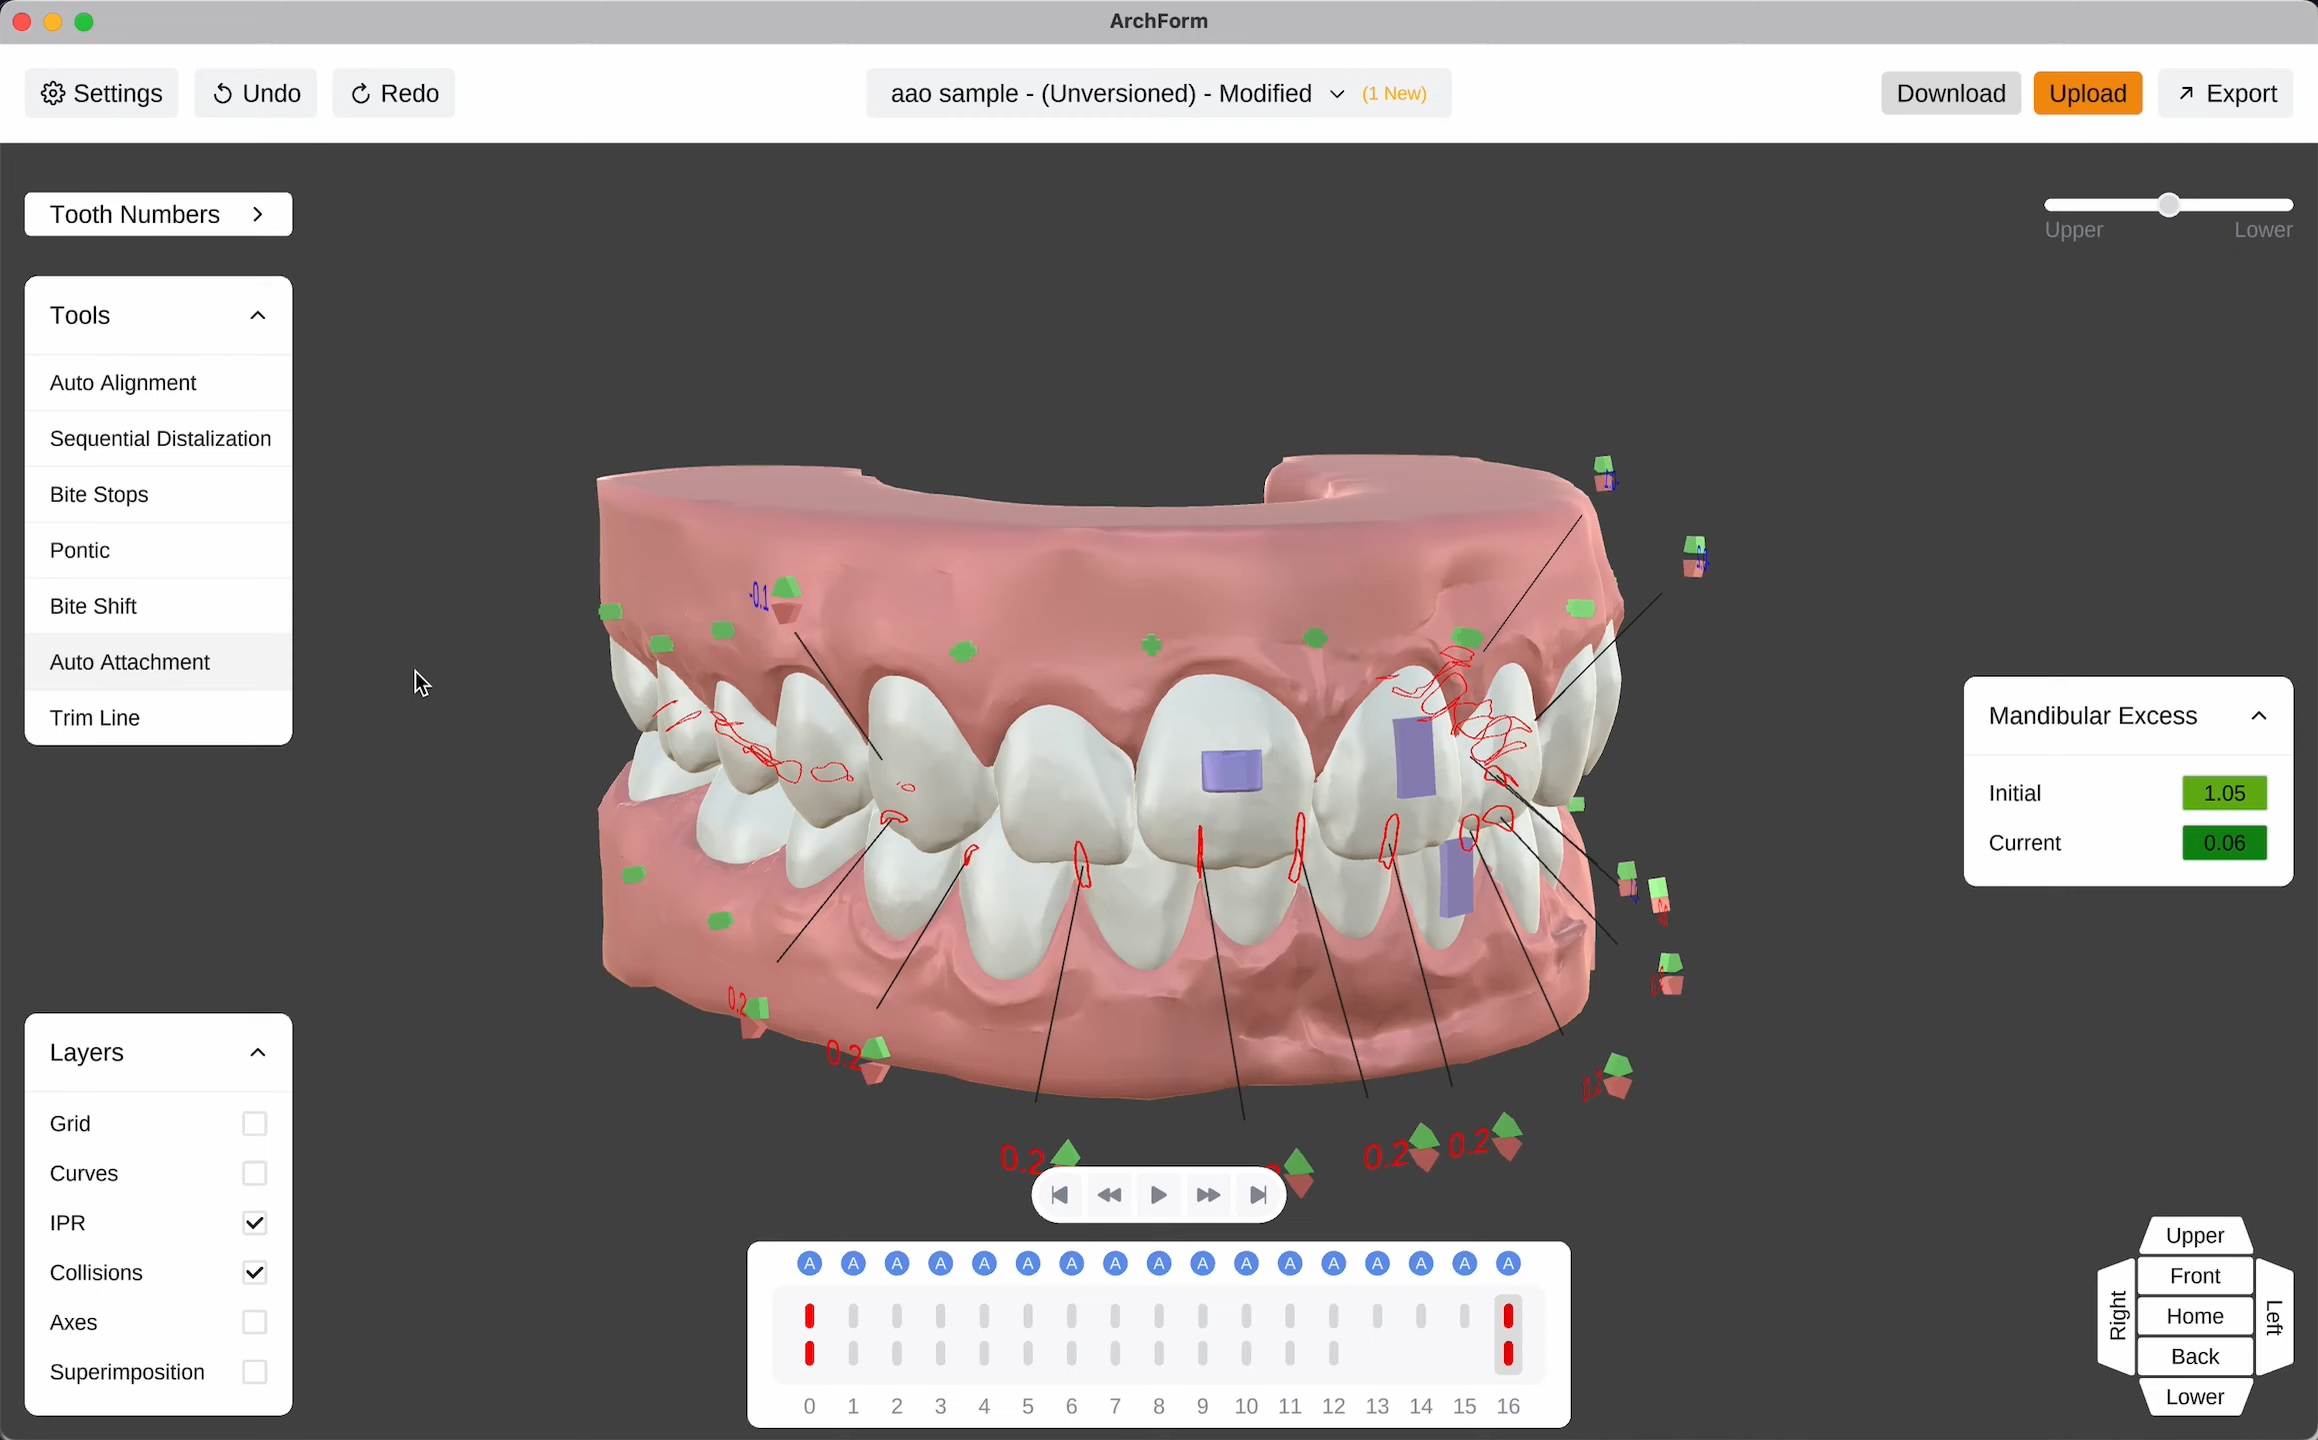 ArchForm
Settings Undo Redo
aao sample - (Unversioned) - Modified (1 New)
Download Upload Export
Tooth Numbers
Upper Lower
Tools
Auto Alignment
Sequential Distalization
Bite Stops
Pontic
Bite Shift
Auto Attachment
Trim Line
-0.1
Mandibular Excess
Initial 1.05
Current 0.06
0.2
0.2
0.2
0.2
0.2
Layers
Grid
Curves
IPR
Collisions
Axes
Superimposition
A A A A A A A A A A A A A A A A A
0 1 2 3 4 5 6 7 8 9 10 11 12 13 14 15 16
Upper
Front
Right
Home
Left
Back
Lower